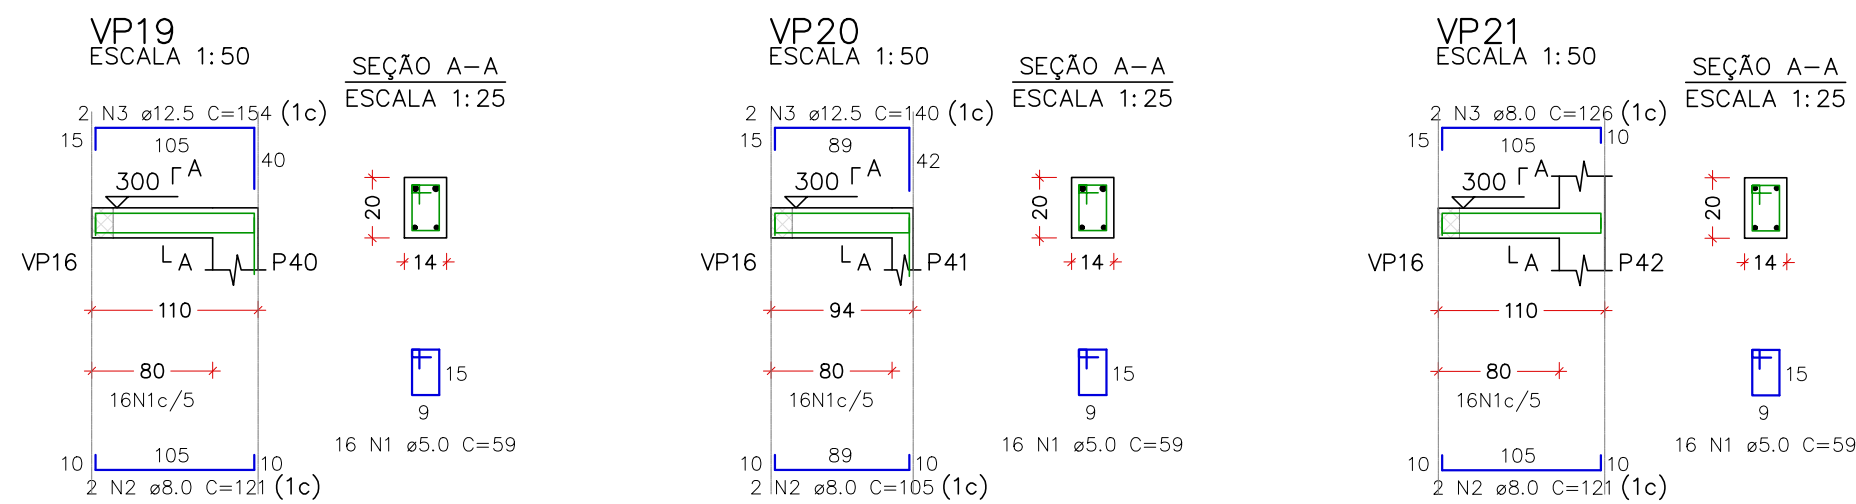 VP19
ESCALA 1:50
SEÇÃO A-A
ESCALA 1:25
2 N3 ø12.5 C=154 (1c)
15
105
40
300
A
20
VP16
A
P40
14
110
80
16N1c/5
15
9
16 N1 ø5.0 C=59
10
105
10
2 N2 ø8.0 C=121 (1c)
VP20
ESCALA 1:50
SEÇÃO A-A
ESCALA 1:25
2 N3 ø12.5 C=140 (1c)
15
89
42
300
A
20
VP16
A
P41
14
94
80
16N1c/5
15
9
16 N1 ø5.0 C=59
10
89
10
2 N2 ø8.0 C=105 (1c)
VP21
ESCALA 1:50
SEÇÃO A-A
ESCALA 1:25
2 N3 ø8.0 C=126 (1c)
15
105
10
300
A
20
VP16
A
P42
14
110
80
16N1c/5
15
9
16 N1 ø5.0 C=59
10
105
10
2 N2 ø8.0 C=121 (1c)